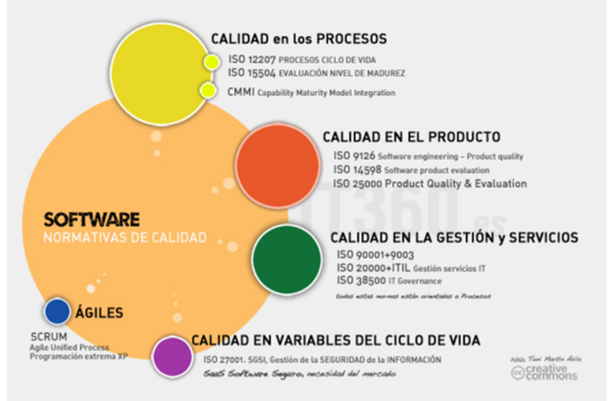 CALIDAD en los PROCESOS
ISO 12207 PROCESOS CICLO DE VIDA
ISO 15504 EVALUACIÓN NIVEL DE MADUREZ
CMMI Capability Maturity Model Integration
CALIDAD EN EL PRODUCTO
ISO 9126 Software engineering – Product quality
ISO 14598 Software product evaluation
ISO 25000 Product Quality & Evaluation
IT360.es
SOFTWARE
NORMATIVAS DE CALIDAD
CALIDAD EN LA GESTIÓN y SERVICIOS
ISO 90001+9003
ISO 20000+ITIL Gestión servicios IT
ISO 38500 IT Governance
todas estas normas están orientadas a Procesos
ÁGILES
SCRUM
Agile Unified Process
Programación extrema XP
CALIDAD EN VARIABLES DEL CICLO DE VIDA
ISO 27001. SGSI, Gestión de la SEGURIDAD de la INFORMACIÓN
SaaS Software Seguro, necesidad del mercado
cc creative
commons